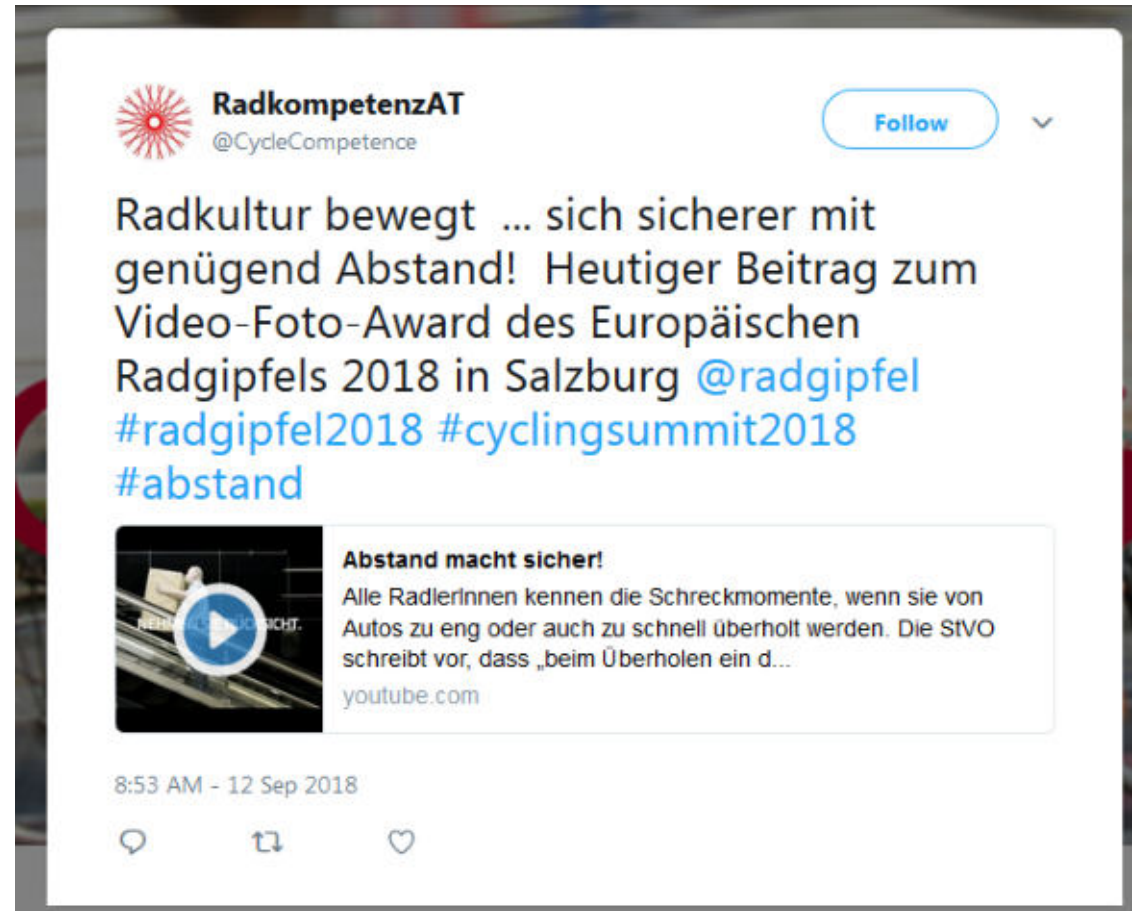 RadkompetenzAT
@CycleCompetence
Follow
Radkultur bewegt ... sich sicherer mit
genügend Abstand! Heutiger Beitrag zum
Video-Foto-Award des Europäischen
Radgipfels 2018 in Salzburg @radgipfel
#radgipfel2018 #cyclingsummit2018
#abstand
Abstand macht sicher!
Alle RadlerInnen kennen die Schreckmomente, wenn sie von
Autos zu eng oder auch zu schnell überholt werden. Die StVO
schreibt vor, dass „beim Überholen ein d...
youtube.com
8:53 AM - 12 Sep 2018